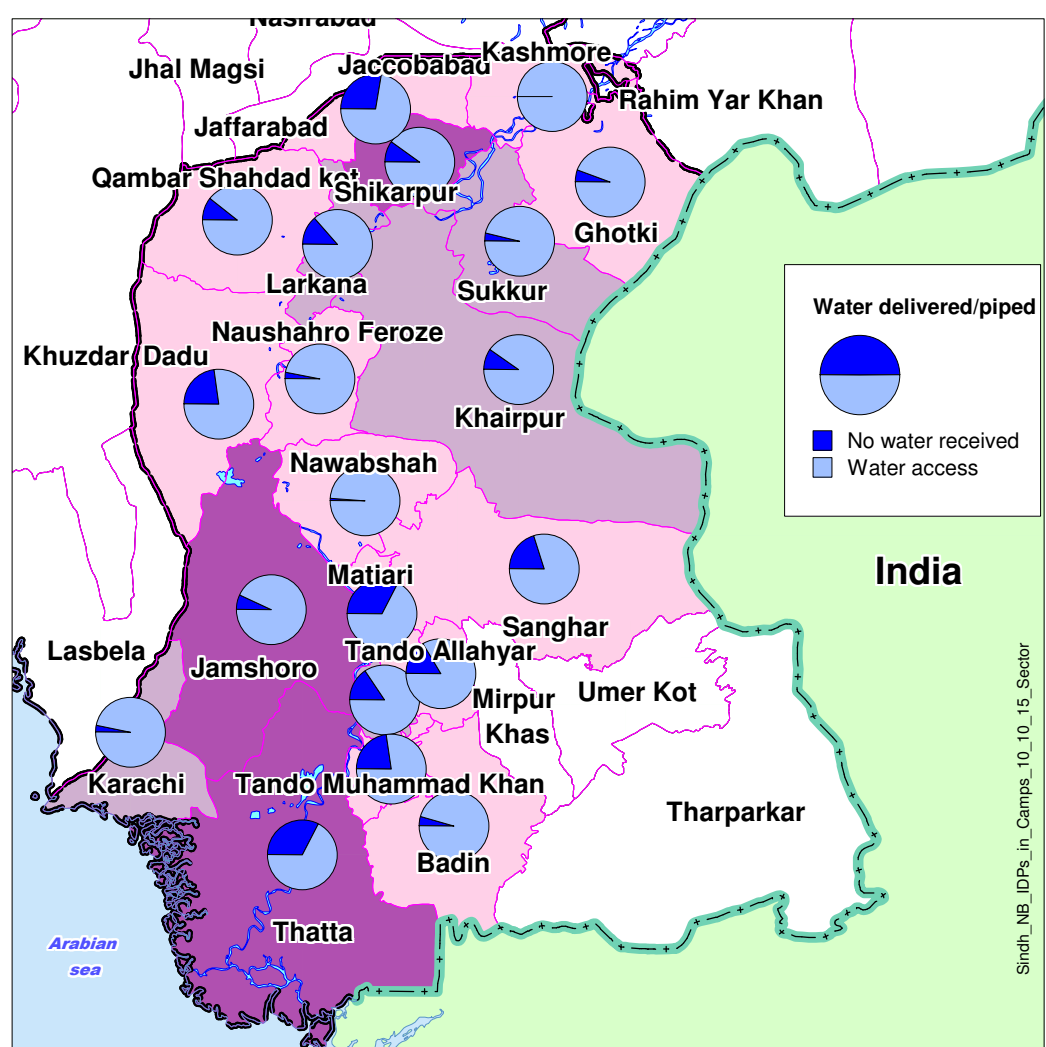 Nasirabad
Kashmore
Jaccobabad
Jhal Magsi
Rahim Yar Khan
Jaffarabad
Qambar Shahdad kot
Shikarpur
Ghotki
Larkana
Sukkur
Water delivered/piped
Naushahro Feroze
Khuzdar
Dadu
Khairpur
No water received
Water access
Nawabshah
India
Matiari
Sanghar
Lasbela
Tando Allahyar
Jamshoro
Umer Kot
Mirpur
Khas
Karachi
Tando Muhammad Khan
Tharparkar
Badin
Thatta
Arabian
sea
Sindh_NB_IDPs_in_Camps_10_10_15_Sector